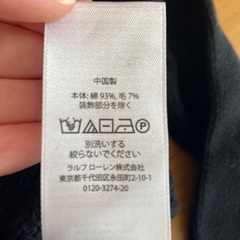 中国製
本体: 綿 93%, 毛 7%
装飾部分を除く
別洗いする
絞らないでください
ラルフ ローレン株式会社
東京都千代田区永田町2-10-1
0120-3274-20